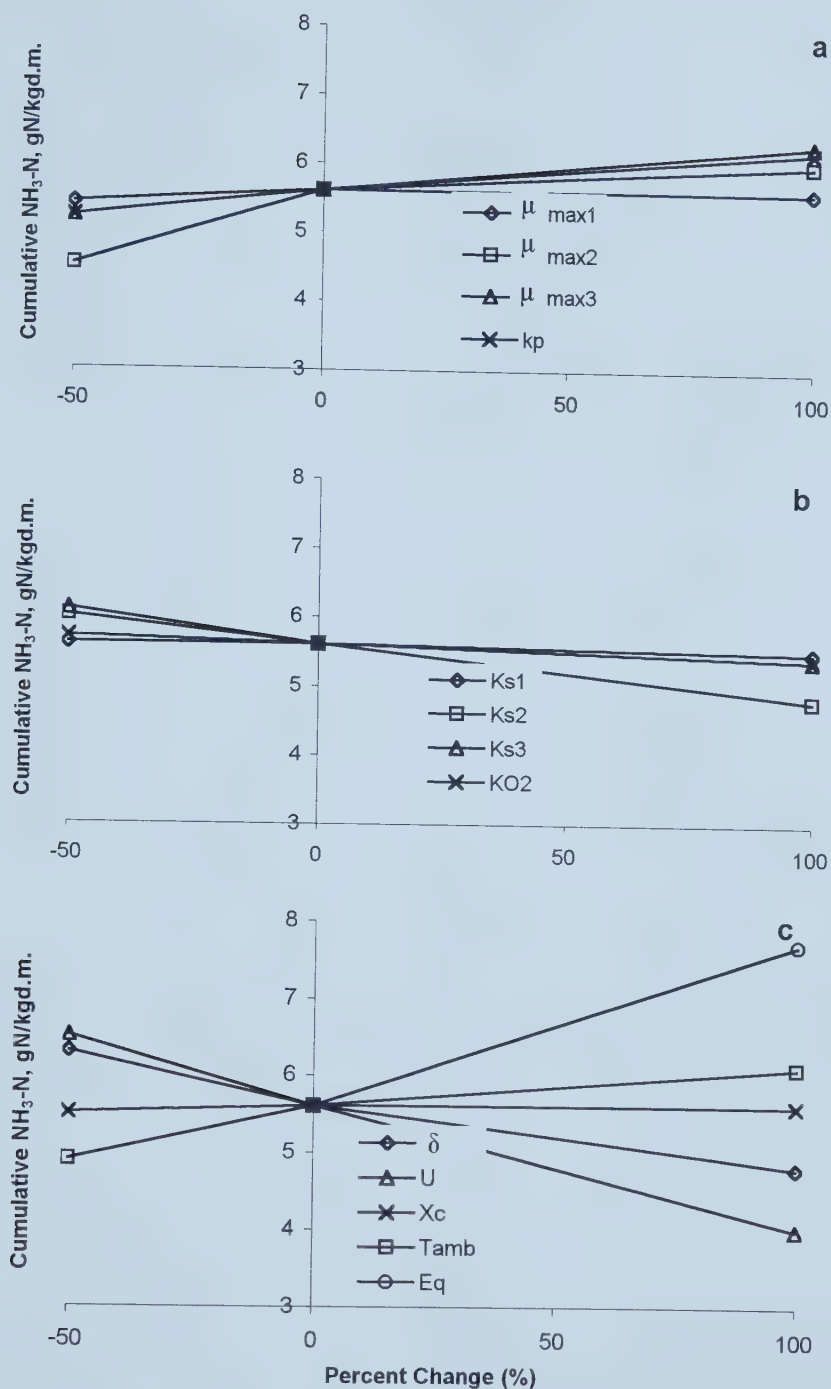 a
Cumulative NH₃-N, gN/kgd.m.
8
7
6
5
4
3
-50
0
50
100
μ max1
μ max2
μ max3
kp
b
Cumulative NH₃-N, gN/kgd.m.
8
7
6
5
4
3
-50
0
50
100
Ks1
Ks2
Ks3
KO2
c
Cumulative NH₃-N, gN/kgd.m.
8
7
6
5
4
3
-50
0
50
100
δ
U
Xc
Tamb
Eq
Percent Change (%)